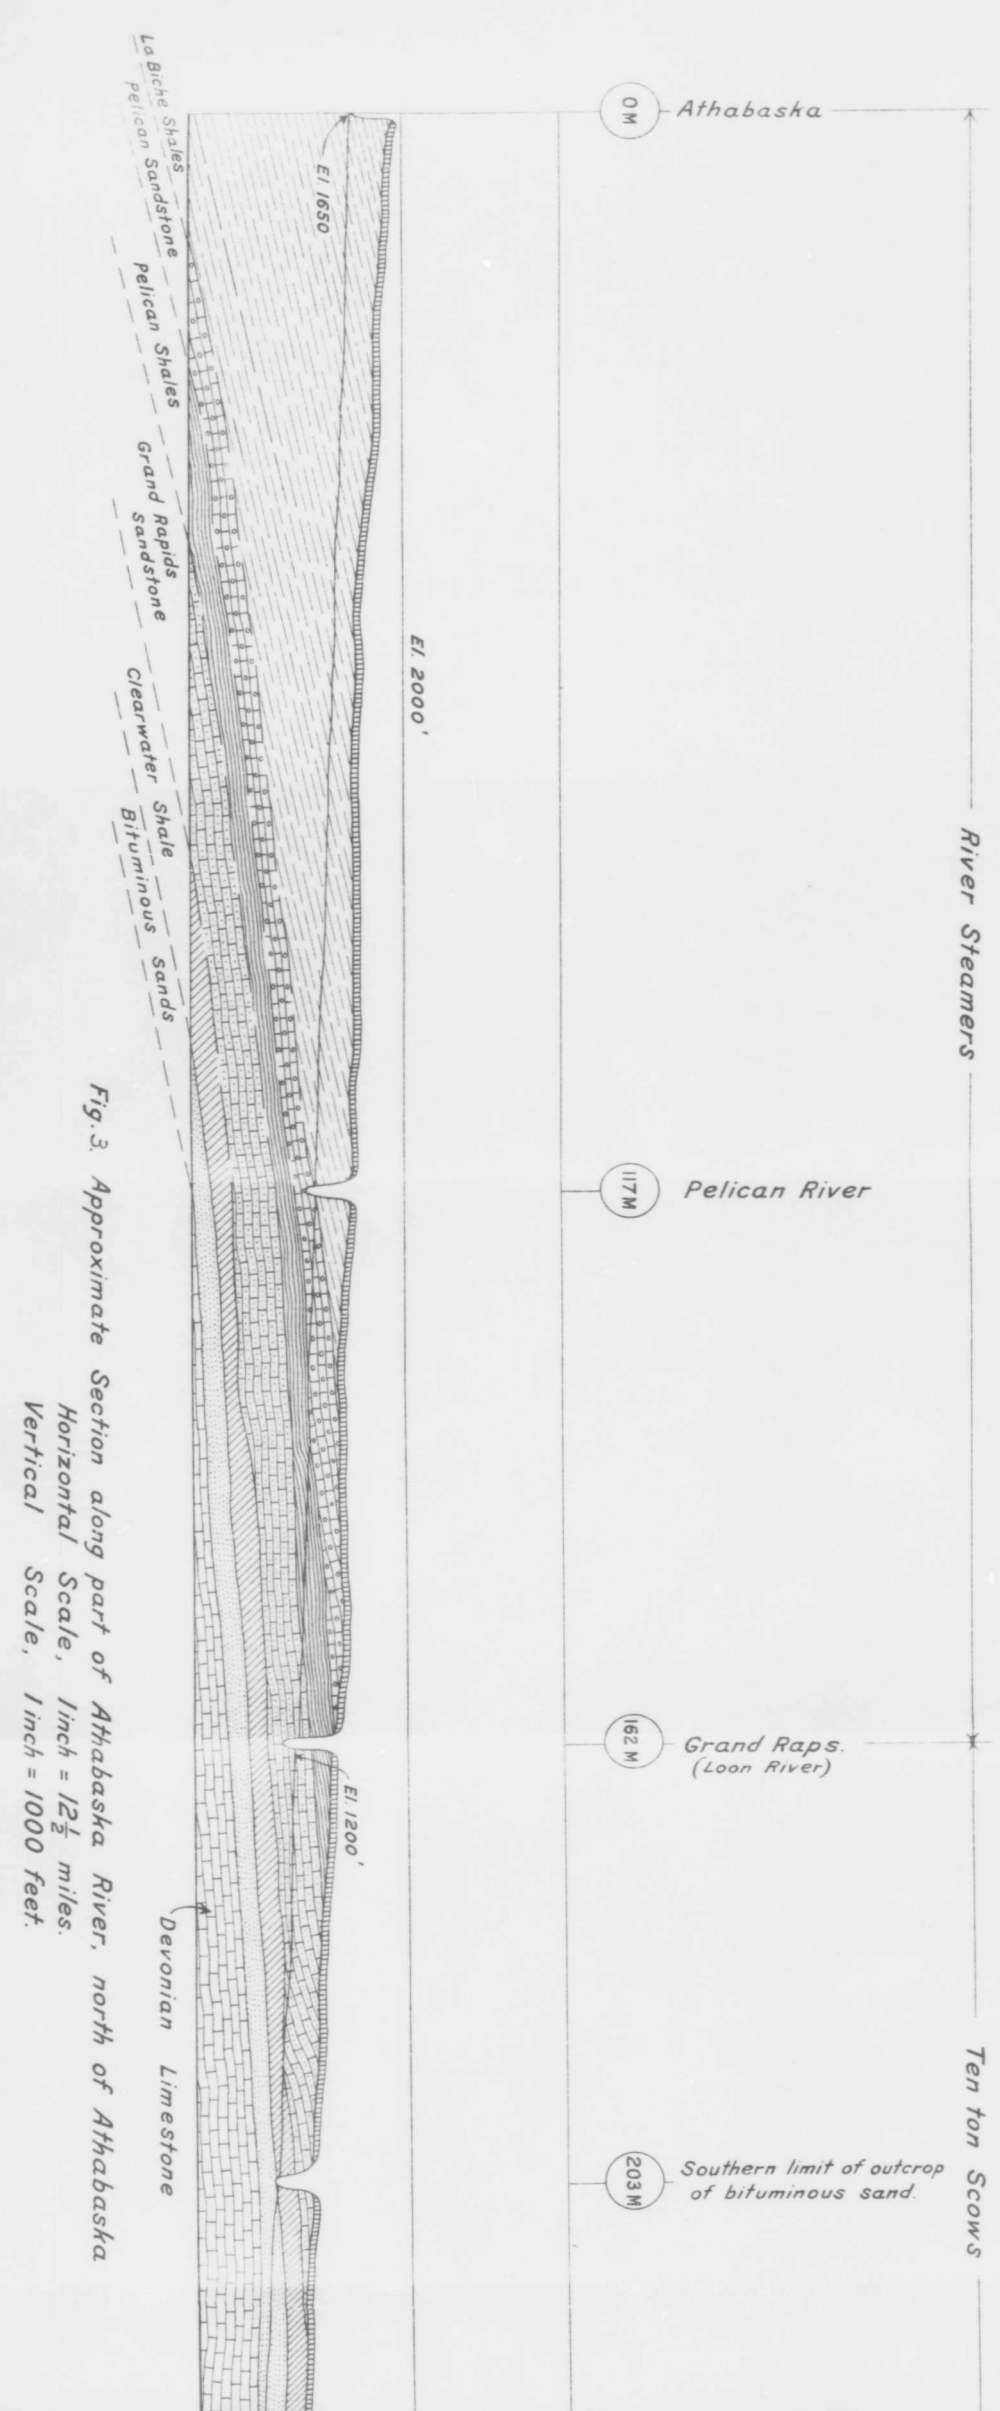 0 M
Athabaska
River Steamers
117 M
Pelican River
162 M
Grand Raps.
(Loon River)
Ten ton Scows
203 M
Southern limit of outcrop
of bituminous sand.
El. 2000'
El 1650
El. 1200'
La Biche Shales
Pelican Sandstone
Pelican Shales
Grand Rapids
Sandstone
Clearwater Shale
Bituminous Sands
Devonian Limestone
Fig. 3. Approximate Section along part of Athabaska River, north of Athabaska
Horizontal Scale, 1 inch = 12½ miles.
Vertical Scale, 1 inch = 1000 feet.